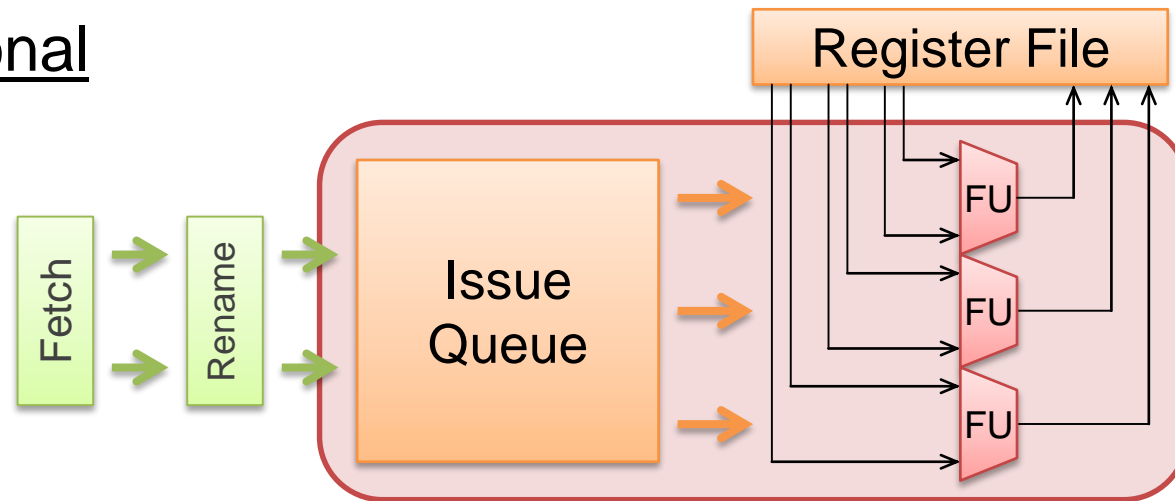 onal
Register File
Fetch
Rename
Issue
Queue
FU
FU
FU